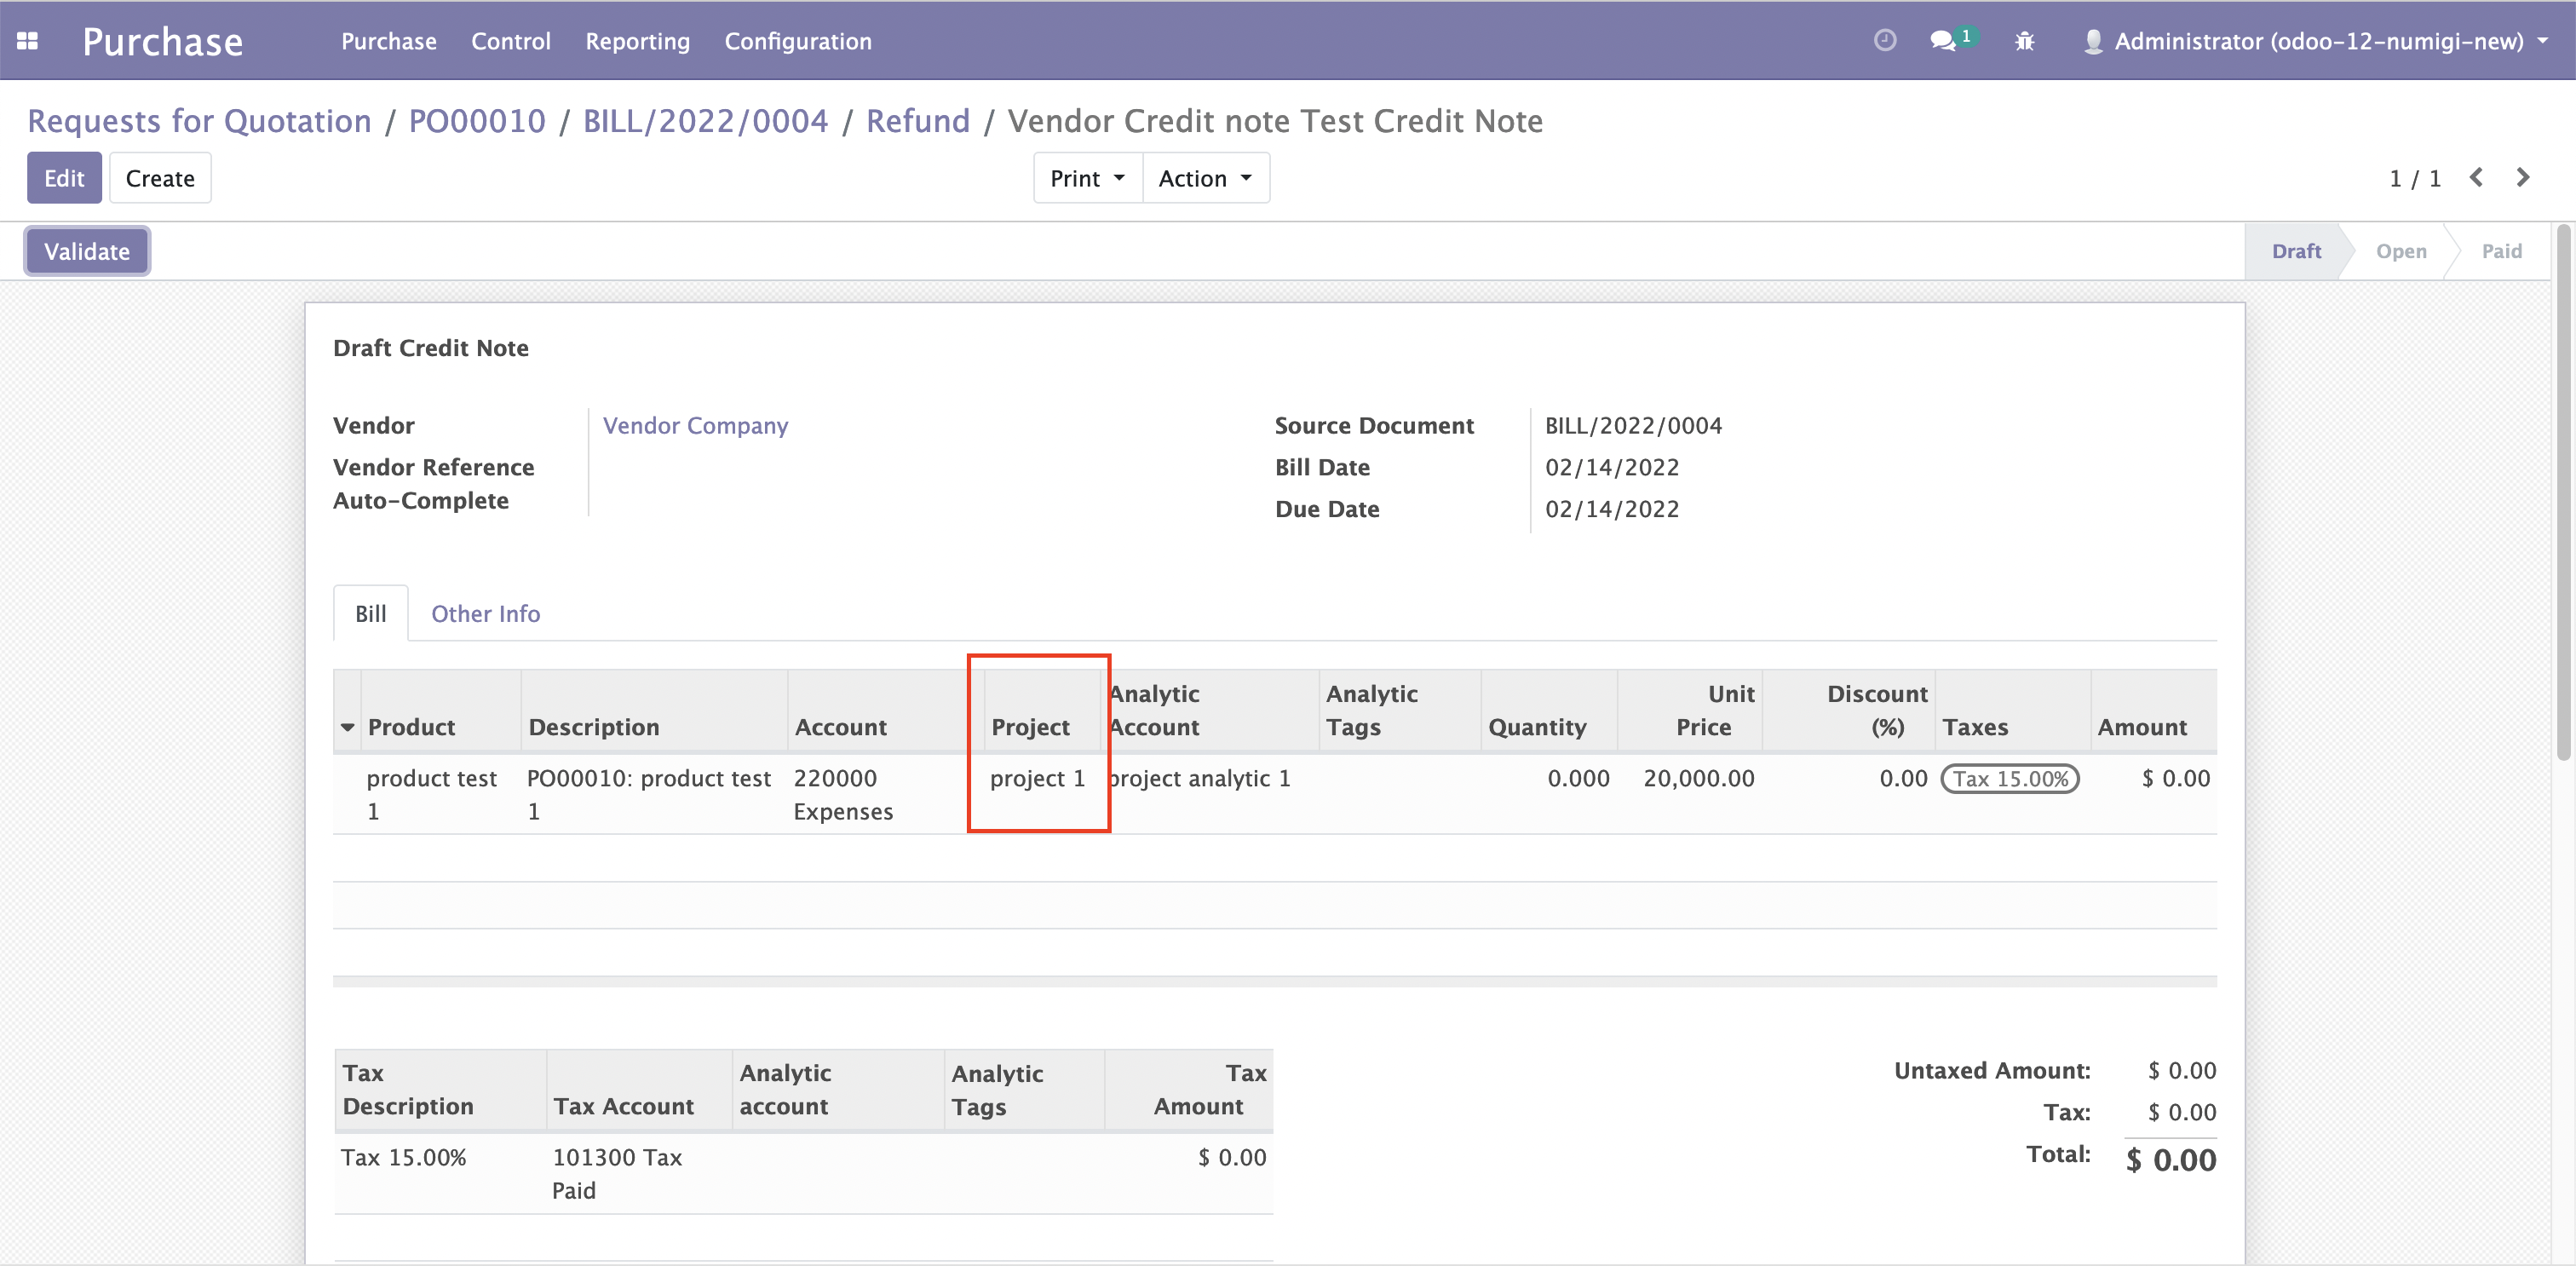 Purchase Purchase Control Reporting Configuration 1 Administrator (odoo-12-numigi-new)
Requests for Quotation / PO00010 / BILL/2022/0004 / Refund / Vendor Credit note Test Credit Note
Edit Create Print Action 1 / 1
Validate Draft Open Paid
Draft Credit Note
Vendor Vendor Company Source Document BILL/2022/0004
Vendor Reference Bill Date 02/14/2022
Auto-Complete Due Date 02/14/2022
Bill Other Info
Analytic Analytic Unit Discount
Product Description Account Project Account Tags Quantity Price (%) Taxes Amount
product test PO00010: product test 220000 project 1 project analytic 1 0.000 20,000.00 0.00 Tax 15.00% $ 0.00
1 1 Expenses
Tax Analytic Analytic Tax Untaxed Amount: $ 0.00
Description Tax Account account Tags Amount Tax: $ 0.00
Tax 15.00% 101300 Tax $ 0.00 Total: $ 0.00
Paid